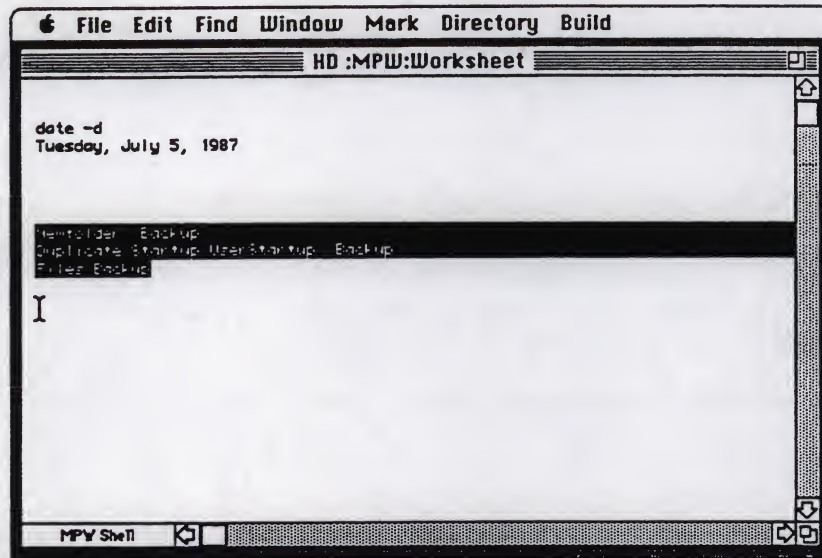 File Edit Find Window Mark Directory Build
HD :MPW:Worksheet
date -d
Tuesday, July 5, 1987
Newfolder Backup
Duplicate Startup UserStartup Backup
Files Backup
MPW Shell